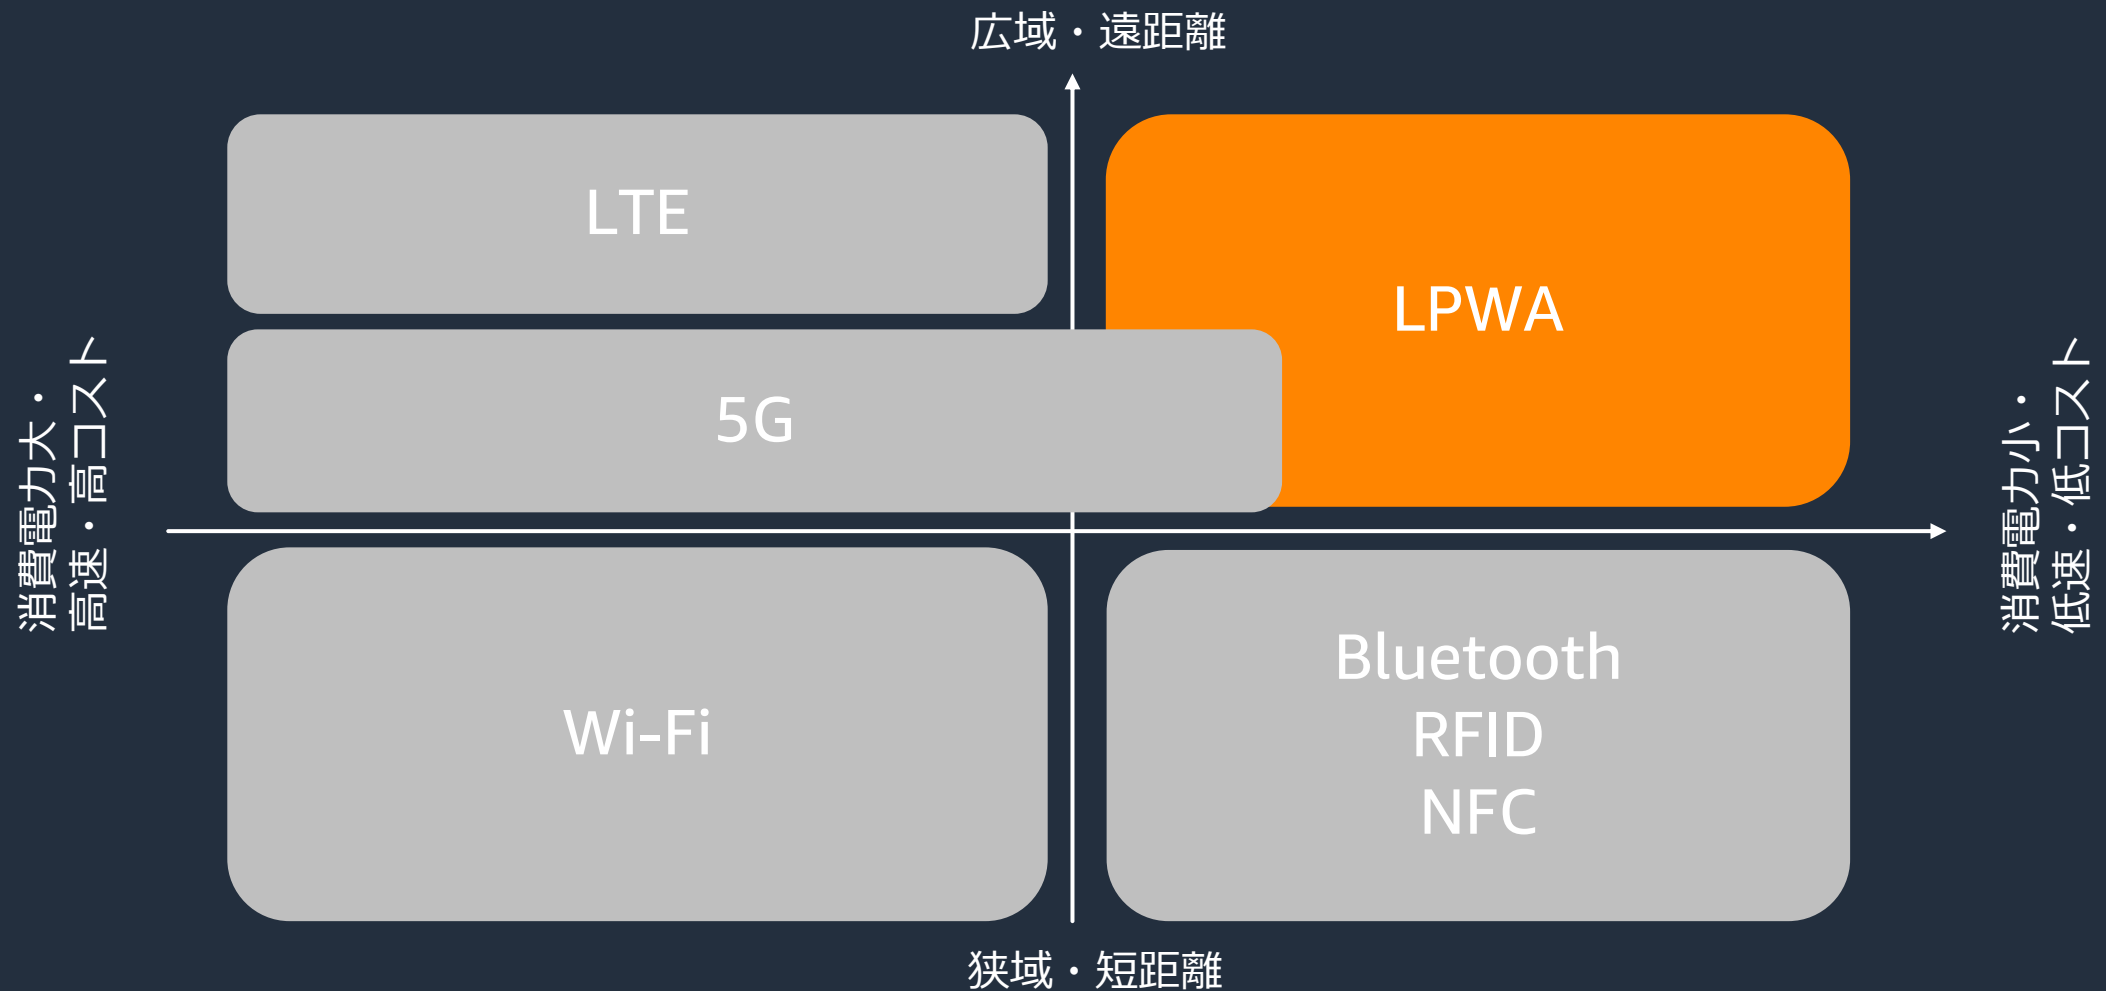 広域・遠距離
LTE
LPWA
5G
消費電力大・
高速・高コスト
消費電力小・
低速・低コスト
Wi-Fi
Bluetooth
RFID
NFC
狭域・短距離